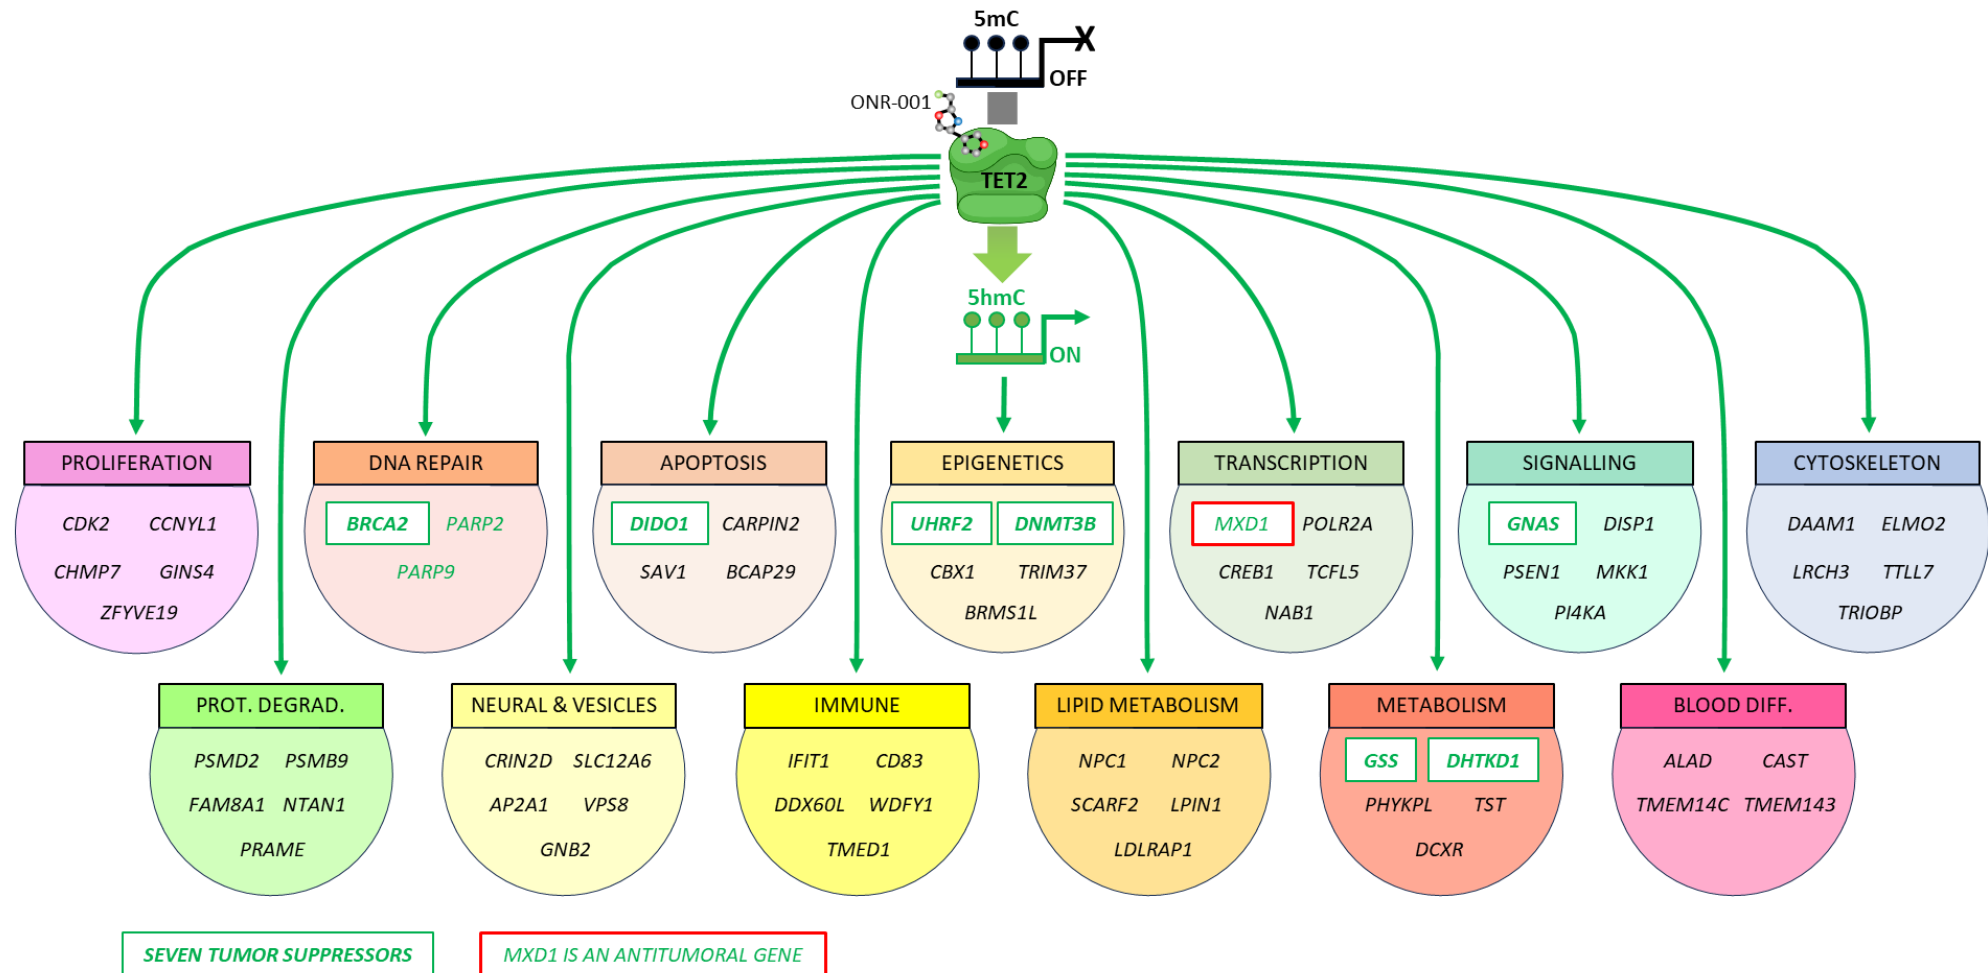 5mC
X
OFF
ONR-001
TET2
5hmC
ON
PROLIFERATION
CDK2 CCNYL1
CHMP7 GINS4
ZFYVE19
DNA REPAIR
BRCA2 PARP2
PARP9
APOPTOSIS
DIDO1 CARPIN2
SAV1 BCAP29
EPIGENETICS
UHRF2 DNMT3B
CBX1 TRIM37
BRMS1L
TRANSCRIPTION
MXD1 POLR2A
CREB1 TCFL5
NAB1
SIGNALLING
GNAS DISP1
PSEN1 MKK1
PI4KA
CYTOSKELETON
DAAM1 ELMO2
LRCH3 TTLL7
TRIOBP
PROT. DEGRAD.
PSMD2 PSMB9
FAM8A1 NTAN1
PRAME
NEURAL & VESICLES
CRIN2D SLC12A6
AP2A1 VPS8
GNB2
IMMUNE
IFIT1 CD83
DDX60L WDFY1
TMED1
LIPID METABOLISM
NPC1 NPC2
SCARF2 LPIN1
LDLRAP1
METABOLISM
GSS DHTKD1
PHYKPL TST
DCXR
BLOOD DIFF.
ALAD CAST
TMEM14C TMEM143
SEVEN TUMOR SUPPRESSORS
MXD1 IS AN ANTITUMORAL GENE